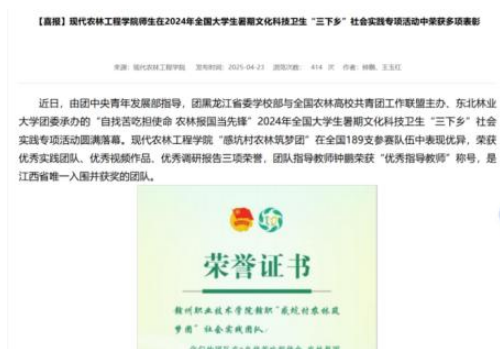 【喜报】现代农林工程学院师生在2024年全国大学生暑期文化科技卫生“三下乡”社会实践专项活动中荣获多项表彰
来源：现代农林工程学院 发布时间：2025-04-23 浏览次数： 414 次 作者：钟鹏、王玉红
近日，由团中央青年发展部指导，团黑龙江省委学校部与全国农林高校共青团工作联盟主办，东北林业
大学团委承办的“自找苦吃担使命 农林报国当先锋”2024年全国大学生暑期文化科技卫生“三下乡”社会
实践专项活动圆满落幕。现代农林工程学院“感坑村农林筑梦团”在全国189支参赛队伍中表现优异，荣获
优秀实践团队、优秀视频作品、优秀调研报告三项荣誉，团队指导教师钟鹏荣获“优秀指导教师”称号，是
江西省唯一入围并获奖的团队。
荣誉证书
赣州职业技术学院赣职“感坑村农林筑
梦团”社会实践团队：